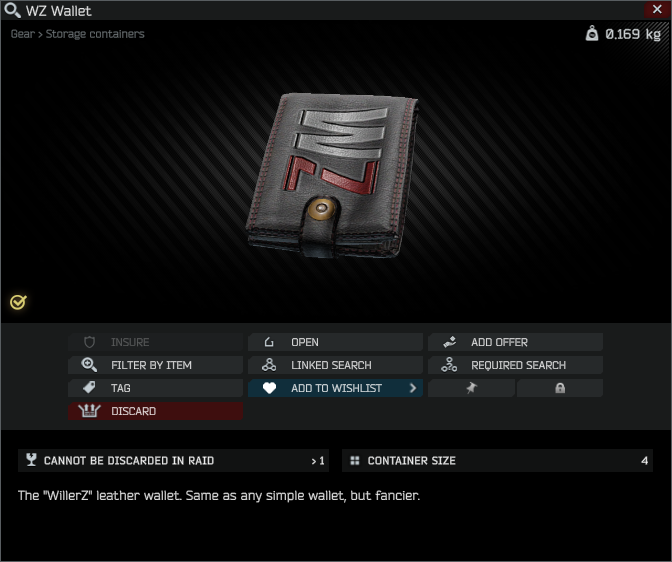 WZ Wallet
Gear > Storage containers
0.169 kg
WZ
INSURE
OPEN
ADD OFFER
FILTER BY ITEM
LINKED SEARCH
REQUIRED SEARCH
TAG
ADD TO WISHLIST
DISCARD
CANNOT BE DISCARDED IN RAID
> 1
CONTAINER SIZE
4
The "WillerZ" leather wallet. Same as any simple wallet, but fancier.